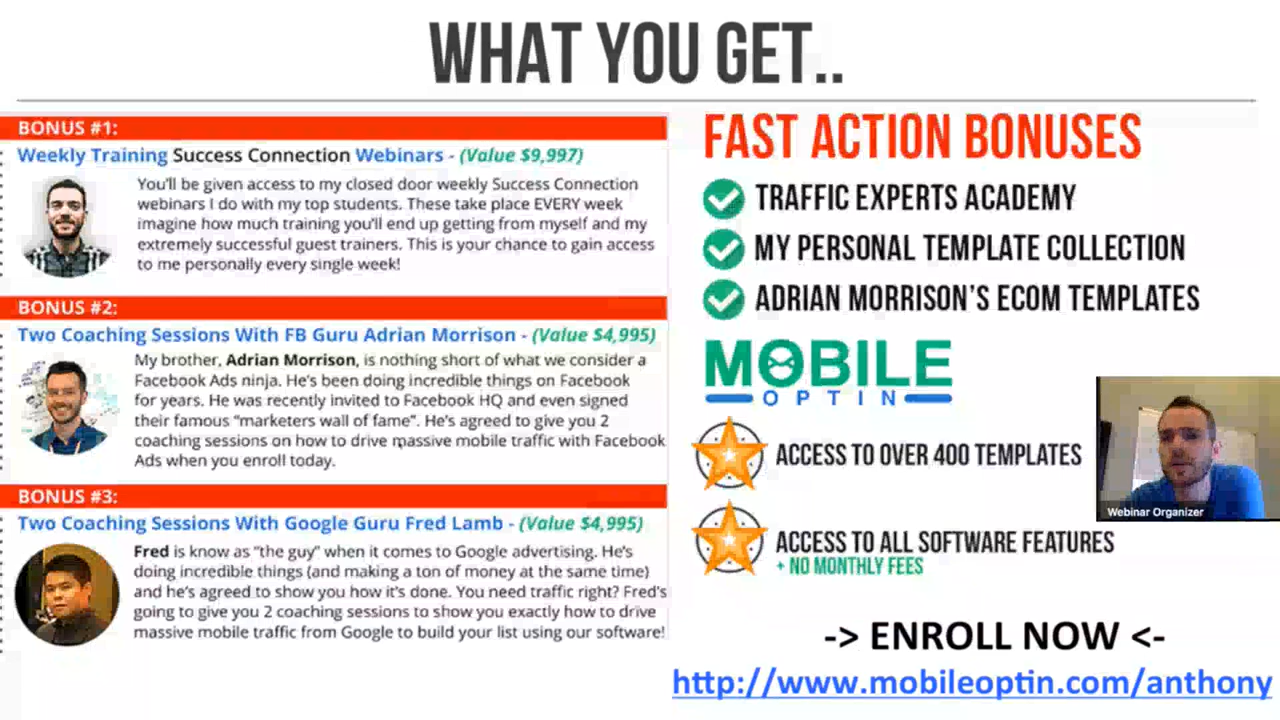 WHAT YOU GET..
BONUS #1:
Weekly Training Success Connection Webinars - (Value $9,997)
You'll be given access to my closed door weekly Success Connection
webinars I do with my top students. These take place EVERY week
imagine how much training you'll end up getting from myself and my
extremely successful guest trainers. This is your chance to gain access
to me personally every single week!
BONUS #2:
Two Coaching Sessions With FB Guru Adrian Morrison - (Value $4,995)
My brother, Adrian Morrison, is nothing short of what we consider a
Facebook Ads ninja. He's been doing incredible things on Facebook
for years. He was recently invited to Facebook HQ and even signed
their famous "marketers wall of fame". He's agreed to give you 2
coaching sessions on how to drive massive mobile traffic with Facebook
Ads when you enroll today.
BONUS #3:
Two Coaching Sessions With Google Guru Fred Lamb - (Value $4,995)
Fred is know as "the guy" when it comes to Google advertising. He's
doing incredible things (and making a ton of money at the same time)
and he's agreed to show you how it's done. You need traffic right? Fred's
going to give you 2 coaching sessions to show you exactly how to drive
massive mobile traffic from Google to build your list using our software!
FAST ACTION BONUSES
TRAFFIC EXPERTS ACADEMY
MY PERSONAL TEMPLATE COLLECTION
ADRIAN MORRISON'S ECOM TEMPLATES
MOBILE
OPTIN
ACCESS TO OVER 400 TEMPLATES
ACCESS TO ALL SOFTWARE FEATURES
+ NO MONTHLY FEES
Webinar Organizer
-> ENROLL NOW <-
http://www.mobileoptin.com/anthony